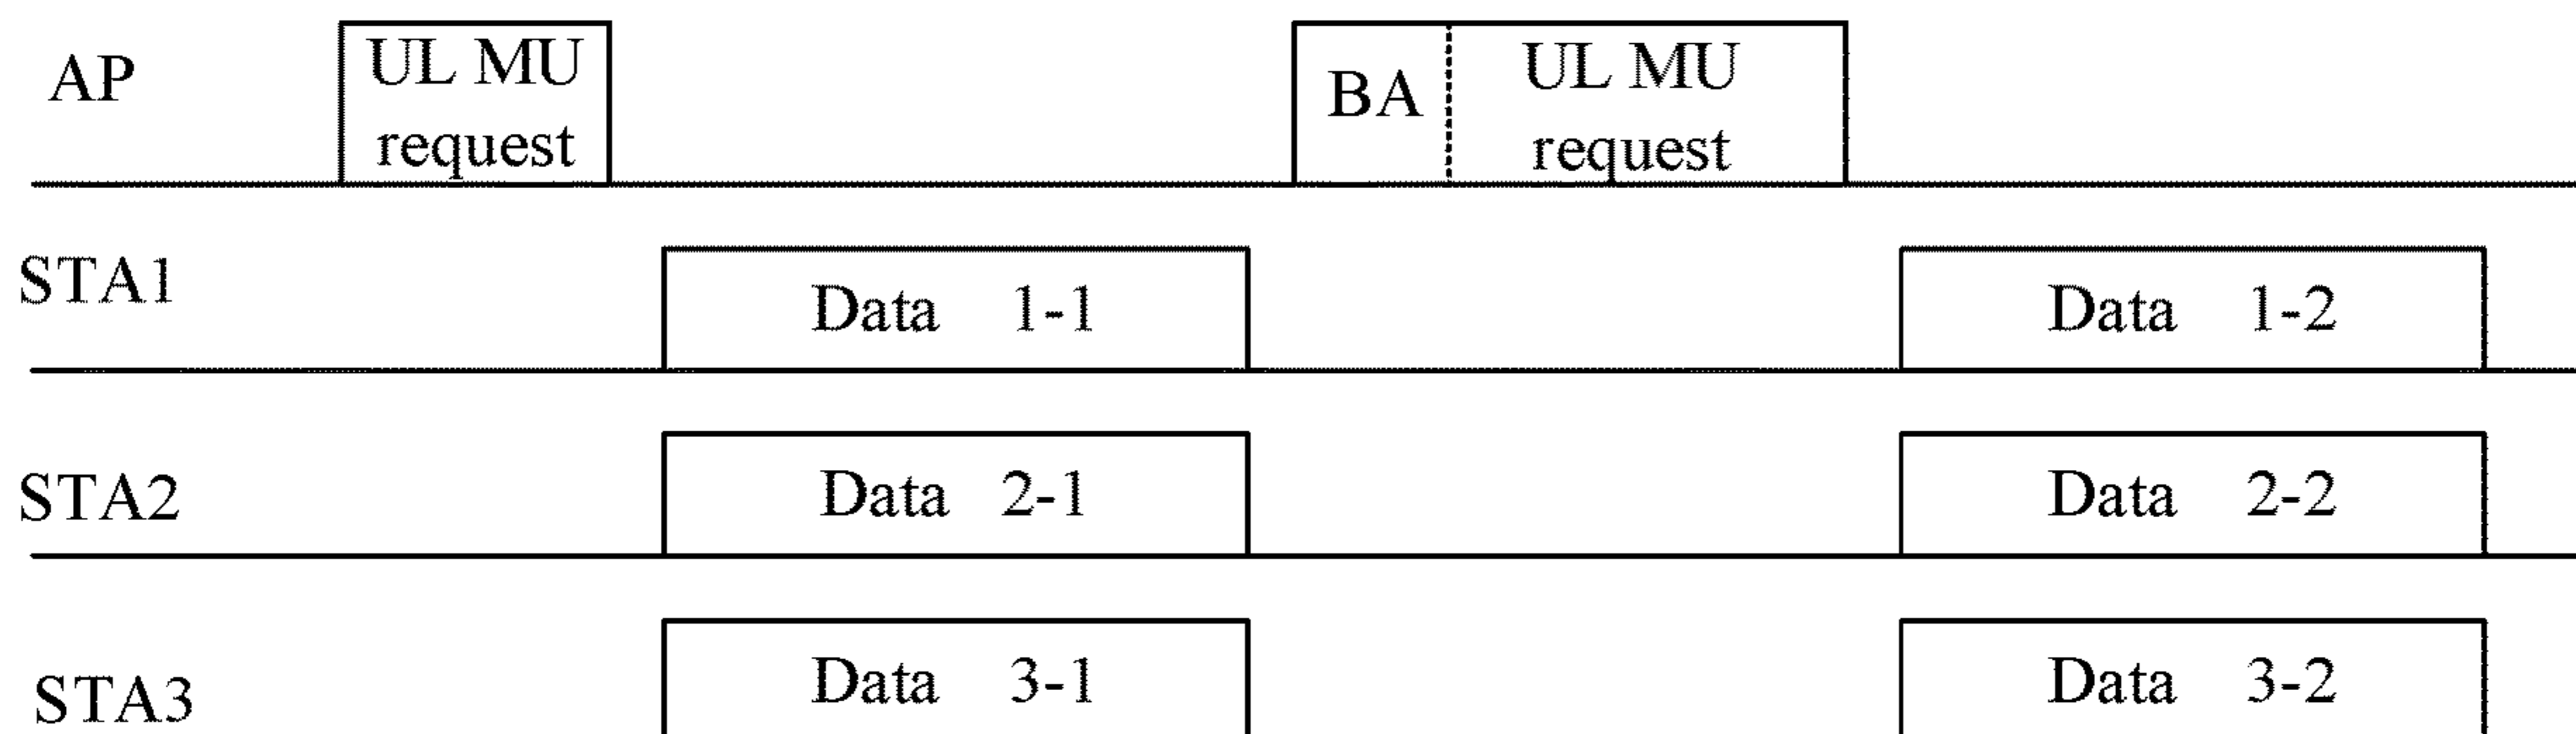 AP
UL MU
request
BA
UL MU
request
STA1
Data 1-1
Data 1-2
STA2
Data 2-1
Data 2-2
STA3
Data 3-1
Data 3-2